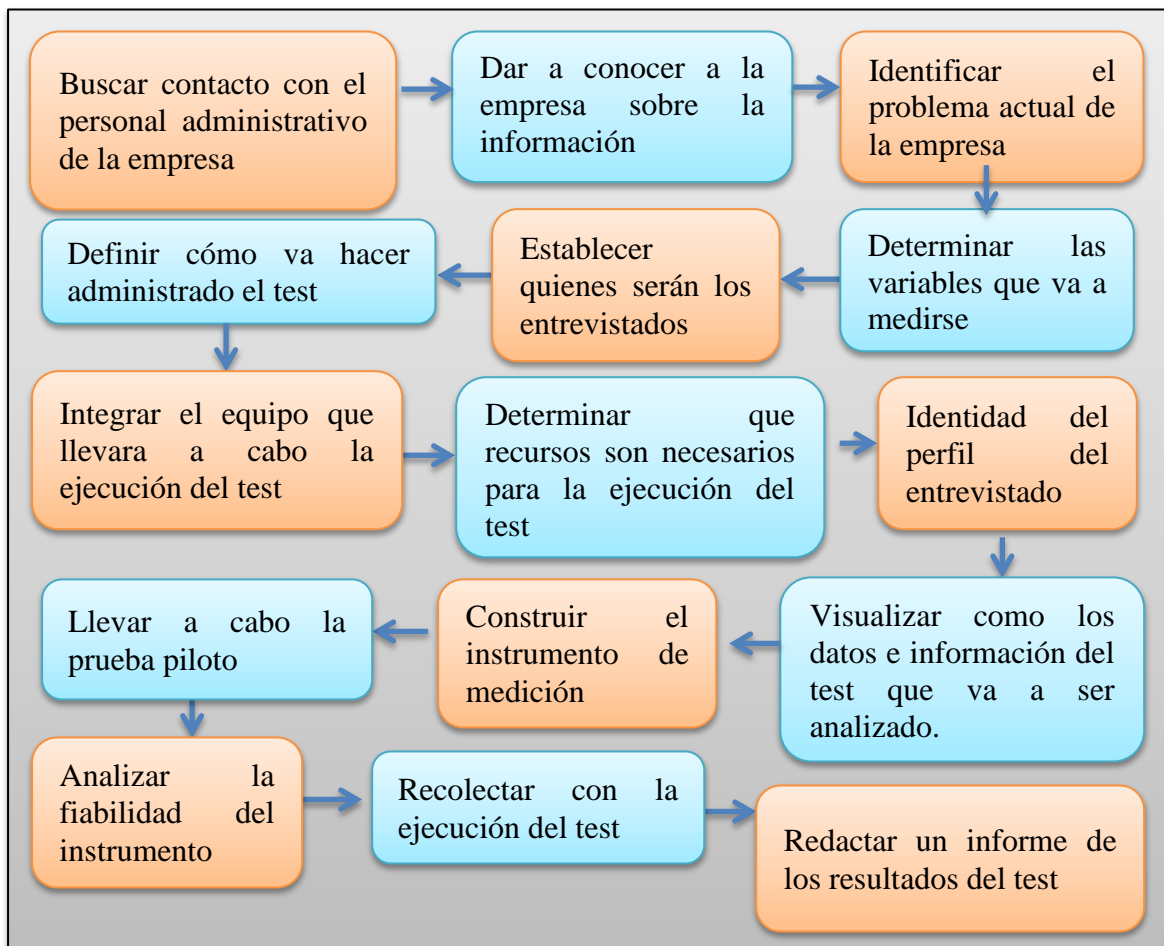 Buscar contacto con el
personal administrativo
de la empresa
Dar a conocer a la
empresa sobre la
información
Identificar el
problema actual de
la empresa
Determinar las
variables que va a
medirse
Establecer
quienes serán los
entrevistados
Definir cómo va hacer
administrado el test
Integrar el equipo que
llevara a cabo la
ejecución del test
Determinar que
recursos son necesarios
para la ejecución del
test
Identidad del
perfil del
entrevistado
Visualizar como los
datos e información del
test que va a ser
analizado.
Construir el
instrumento de
medición
Llevar a cabo la
prueba piloto
Analizar la
fiabilidad del
instrumento
Recolectar con la
ejecución del test
Redactar un informe de
los resultados del test